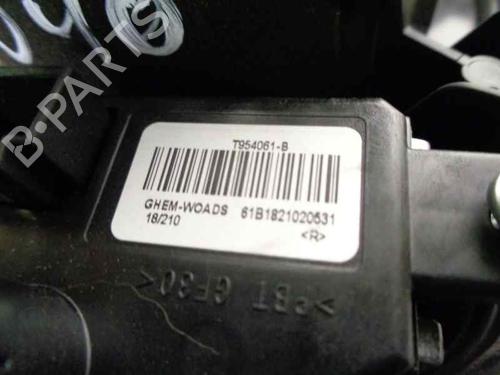 B-PARTS
T954061-B
GHEM-WOADS 61B1821020531
18/210
<R>
>PBT GF30<